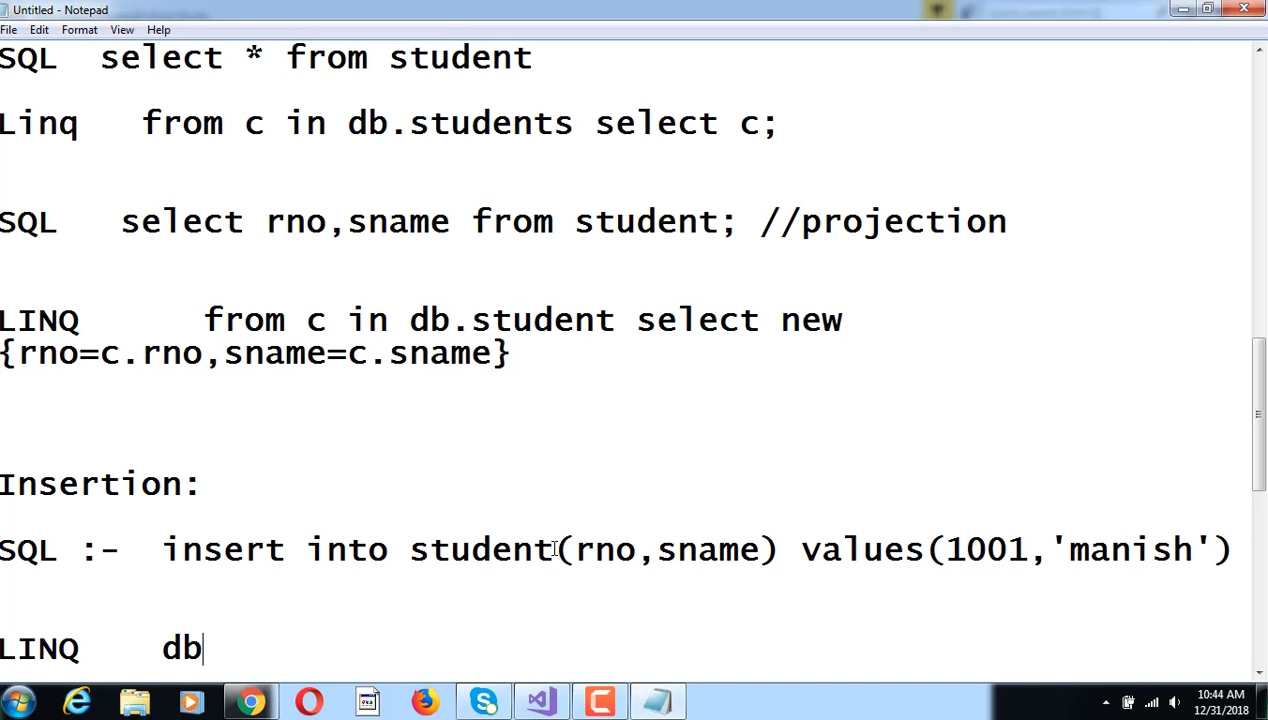 Untitled - Notepad
File Edit Format View Help
SQL select * from student
Linq from c in db.students select c;
SQL select rno,sname from student; //projection
LINQ from c in db.student select new
{rno=c.rno,sname=c.sname}
Insertion:
SQL :- insert into student(rno,sname) values(1001,'manish')
LINQ db
10:44 AM
12/31/2018